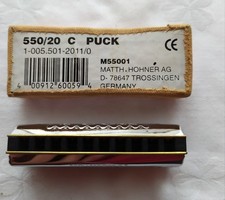 550/20 C PUCK
1-005.501-2011/0
M55001
MATTH. HOHNER AG
D- 78647 TROSSINGEN
GERMANY
4 00912 60059 4
CE